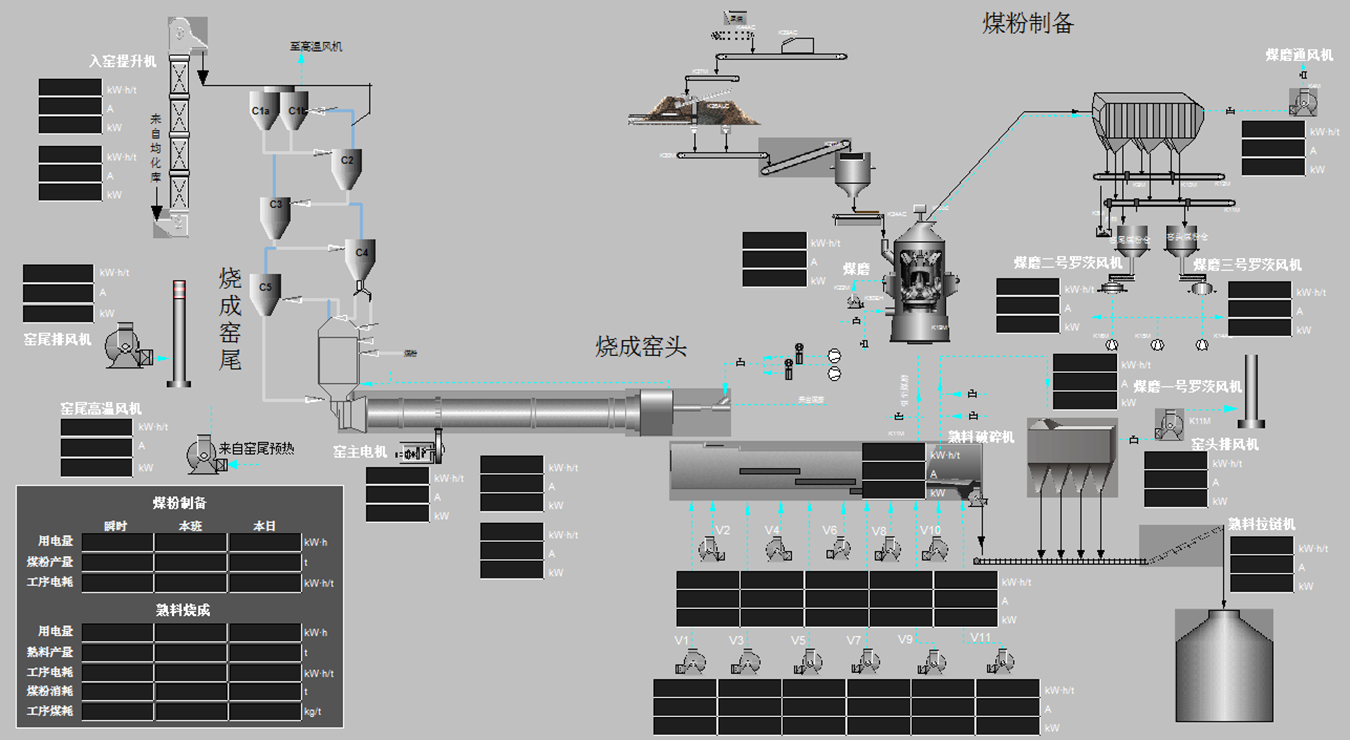 煤粉制备
至高温风机
入窑提升机
kW·h/t
A
kW
kW·h/t
A
kW
来自均化库
C1a
C2
C3
C4
C5
煤磨通风机
kW·h/t
A
kW
kW·h/t
A
kW
煤磨
煤磨二号罗茨风机
kW·h/t
A
kW
煤磨三号罗茨风机
kW·h/t
A
kW
kW·h/t
A
kW
窑尾排风机
烧成窑尾
烧成窑头
kW·h/t
A
kW
煤磨一号罗茨风机
窑尾高温风机
kW·h/t
A
kW
来自窑尾预热
窑主电机
kW·h/t
A
kW
kW·h/t
A
kW
kW·h/t
A
kW
熟料破碎机
kW·h/t
A
kW
K11M
窑头排风机
kW·h/t
A
kW
熟料拉链机
kW·h/t
A
kW
V2
V4
V6
V8
V10
kW·h/t
A
kW
V1
V3
V5
V7
V9
V11
kW·h/t
A
kW
煤粉制备
瞬时 本班 本日
用电量 kW·h
煤粉产量 t
工序电耗 kW·h/t
熟料烧成
用电量 kW·h
熟料产量 t
工序电耗 kW·h/t
煤粉消耗 t
工序煤耗 kg/t